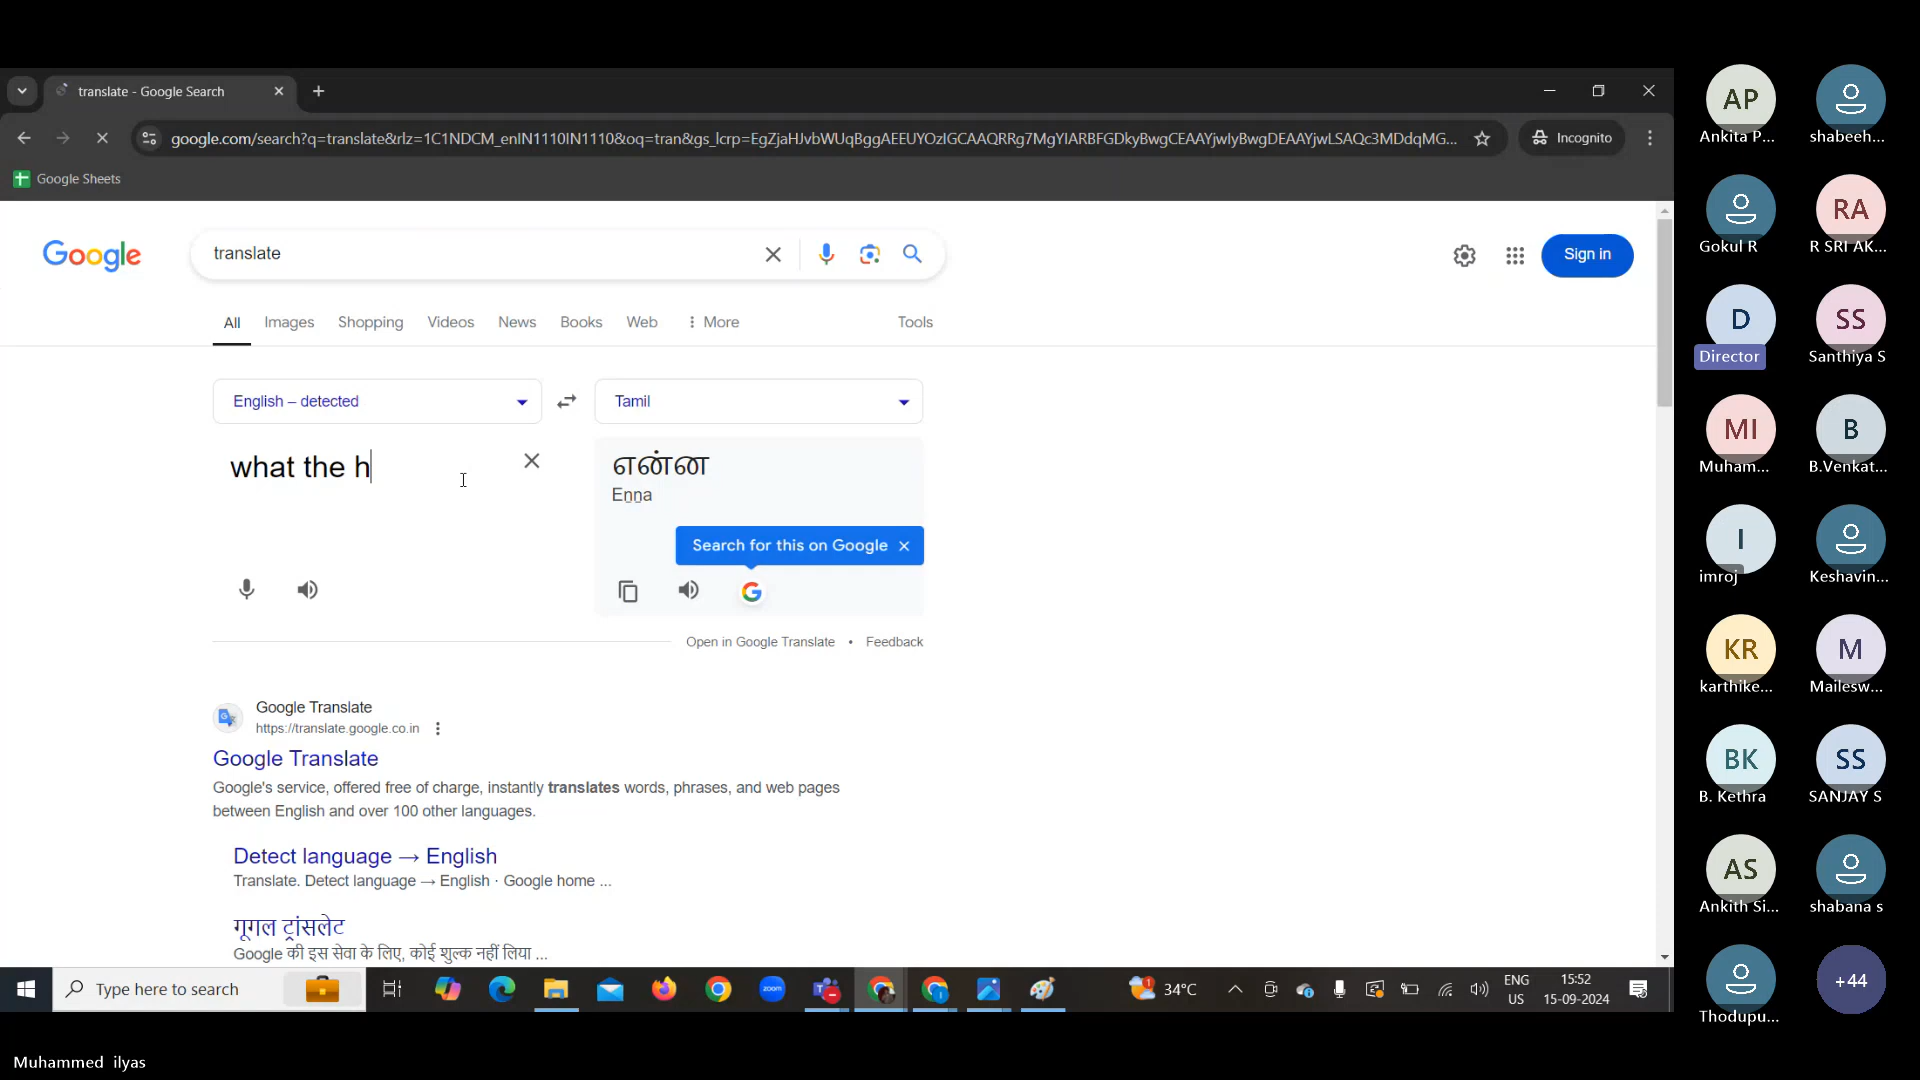 translate - Google Search
google.com/search?q=translate&rlz=1C1NDCM_enIN1110IN1110&oq=tran&gs_lcrp=EgZjaHJvbWUqBggAEEUYOzIGCAAQRRg7MgYIARBFGDkyBwgCEAAYjwIyBwgDEAAYjwLSAQc3MDdqMG...
Incognito
Google Sheets
Google
translate
Sign in
All
Images
Shopping
Videos
News
Books
Web
More
Tools
English – detected
Tamil
what the h
என்ன
Eṉṉa
Search for this on Google
Open in Google Translate • Feedback
Google Translate
https://translate.google.co.in
Google Translate
Google's service, offered free of charge, instantly translates words, phrases, and web pages
between English and over 100 other languages.
Detect language → English
Translate. Detect language → English · Google home ...
गूगल ट्रांसलेट
Google की इस सेवा के लिए, कोई शुल्क नहीं लिया ...
Type here to search
zoom
34°C
ENG
US
15:52
15-09-2024
Muhammed ilyas
AP
Ankita P...
shabeeh...
Gokul R
RA
R SRI AK...
D
Director
SS
Santhiya S
MI
Muham...
B
B.Venkat...
I
imroj
Keshavin...
KR
karthike...
M
Mailesw...
BK
B. Kethra
SS
SANJAY S
AS
Ankith Si...
shabana s
Thodupu...
+44